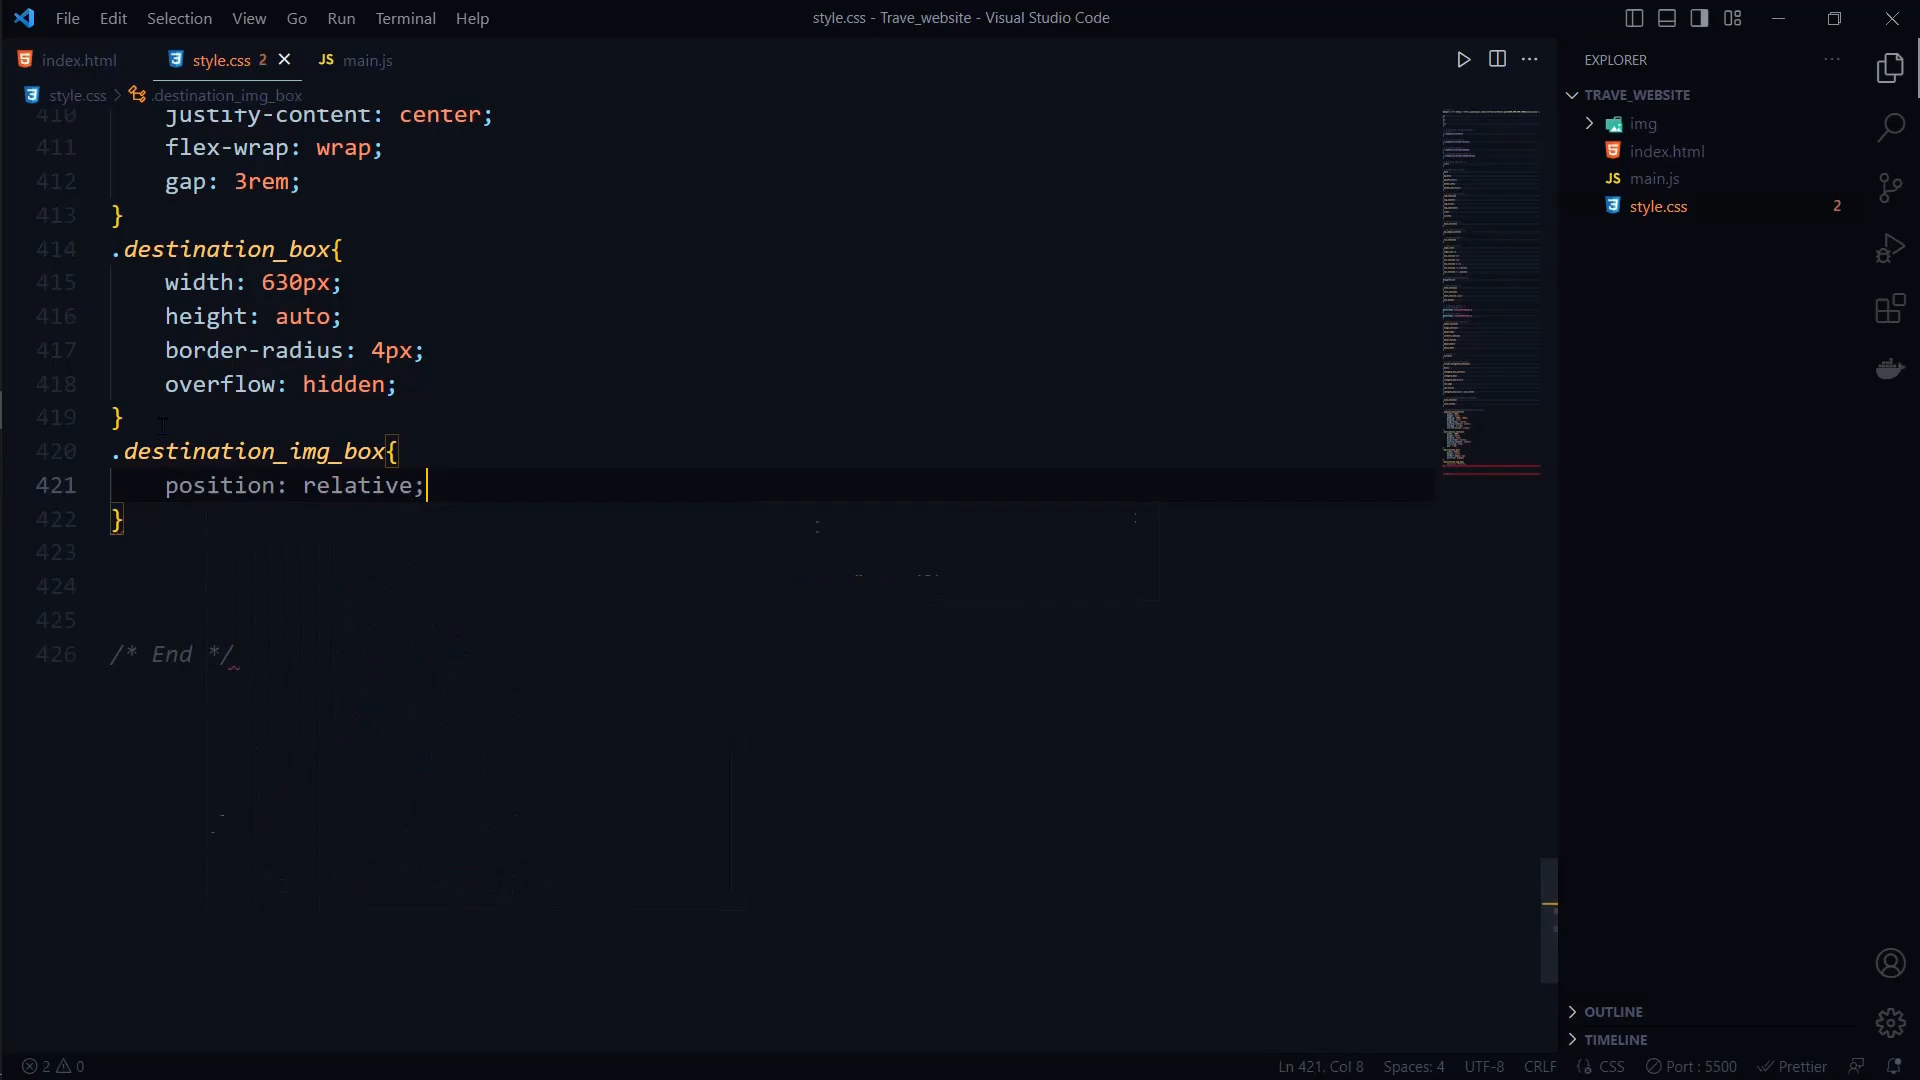 File Edit Selection View Go Run Terminal Help
style.css - Trave_website - Visual Studio Code
index.html
style.css 2
JS main.js
style.css > .destination_img_box
410 justify-content: center;
411 flex-wrap: wrap;
412 gap: 3rem;
413 }
414 .destination_box{
415 width: 630px;
416 height: auto;
417 border-radius: 4px;
418 overflow: hidden;
419 }
420 .destination_img_box{
421 position: relative;
422 }
423
424
425
426 /* End */
EXPLORER
TRAVE_WEBSITE
img
index.html
JS main.js
style.css 2
OUTLINE
TIMELINE
2 0
Ln 421, Col 8 Spaces: 4 UTF-8 CRLF CSS Port : 5500 Prettier